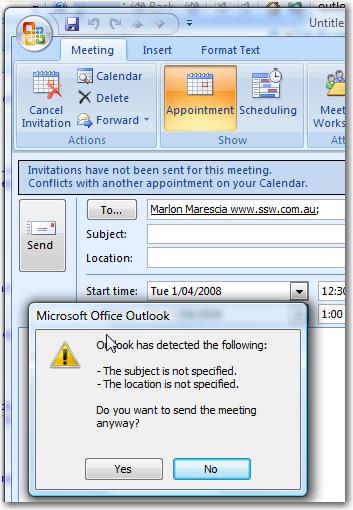 Untitle
Meeting Insert Format Text
Cancel Invitation
Calendar
Delete
Forward
Actions
Appointment
Scheduling
Show
Meet
Works
Att
Invitations have not been sent for this meeting.
Conflicts with another appointment on your Calendar.
Send
To...
Marlon Marescia www.ssw.com.au;
Subject:
Location:
Start time: Tue 1/04/2008 12:30
1:00
Microsoft Office Outlook
Outlook has detected the following:
- The subject is not specified.
- The location is not specified.
Do you want to send the meeting
anyway?
Yes No